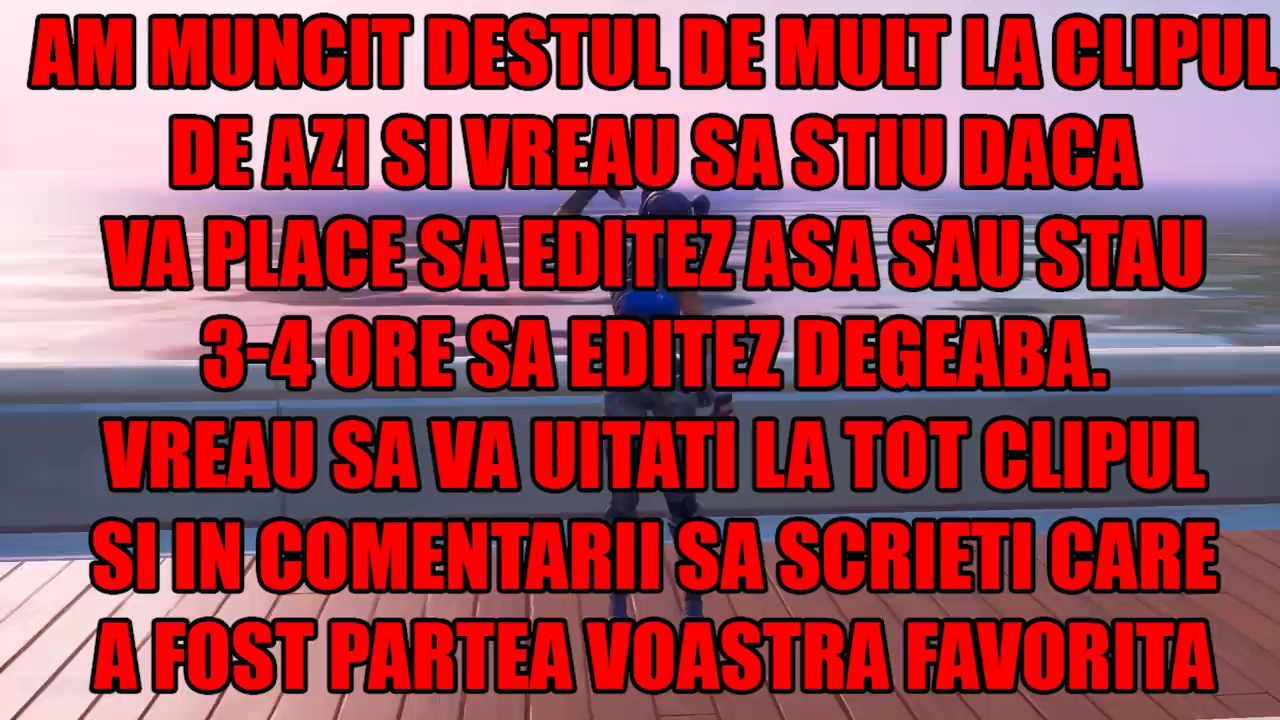 AM MUNCIT DESTUL DE MULT LA CLIPUL
DE AZI SI VREAU SA STIU DACA
VA PLACE SA EDITEZ ASA SAU STAU
3-4 ORE SA EDITEZ DEGEABA.
VREAU SA VA UITATI LA TOT CLIPUL
SI IN COMENTARII SA SCRIETI CARE
A FOST PARTEA VOASTRA FAVORITA